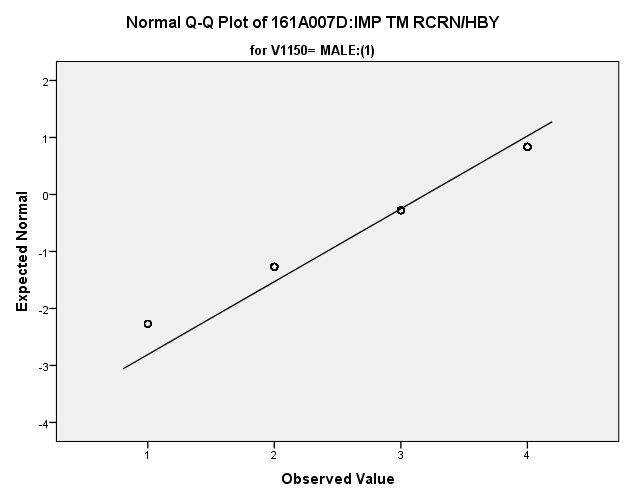 Normal Q-Q Plot of 161A007D:IMP TM RCRN/HBY
for V1150= MALE:(1)
Expected Normal
2
1
0
-1
-2
-3
-4
1 2 3 4
Observed Value